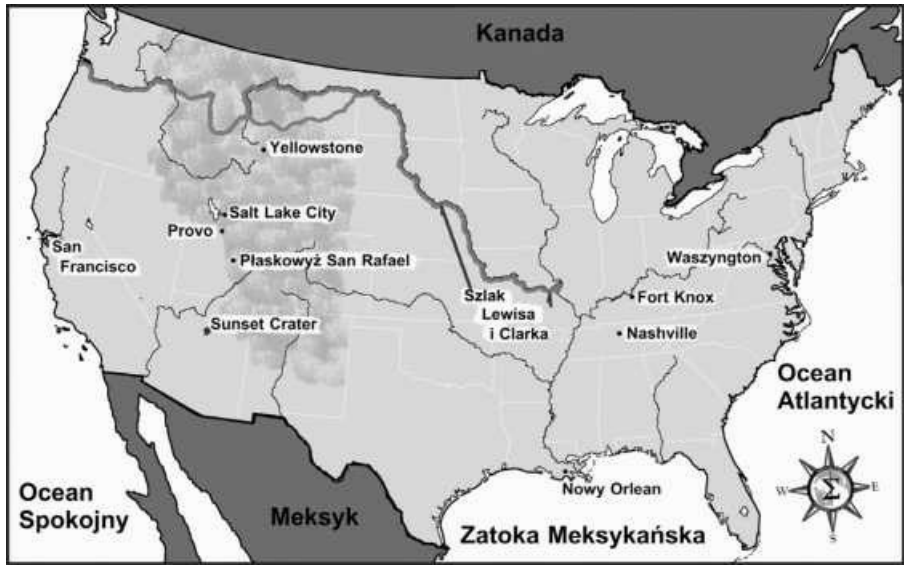 Kanada
Yellowstone
Salt Lake City
Provo
San
Francisco
Płaskowyż San Rafael
Waszyngton
Szlak
Lewisa
i Clarka
Fort Knox
Sunset Crater
Nashville
Ocean
Atlantycki
N
W
Σ
E
S
Ocean
Spokojny
Meksyk
Nowy Orlean
Zatoka Meksykańska